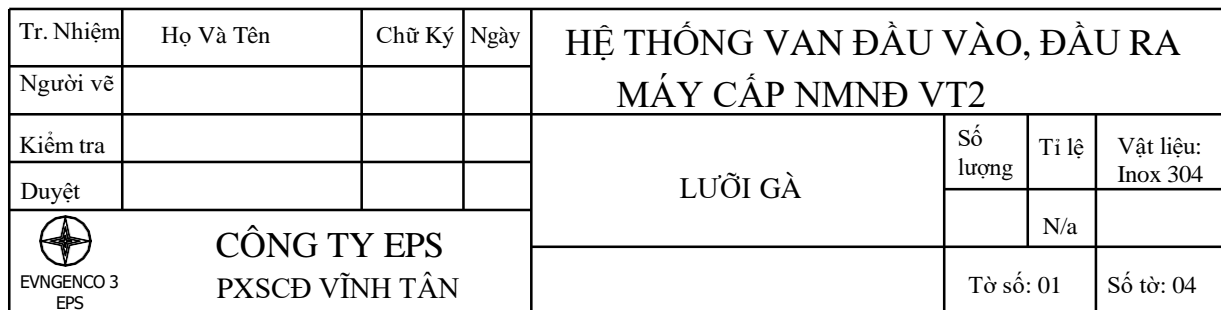 Tr. Nhiệm Họ Và Tên Chữ Ký Ngày
Người vẽ
Kiểm tra
Duyệt
HỆ THỐNG VAN ĐẦU VÀO, ĐẦU RA
MÁY CẤP NMNĐ VT2
LƯỠI GÀ
Số
lượng
Tỉ lệ
Vật liệu:
Inox 304
N/a
EVNGENCO 3
EPS
CÔNG TY EPS
PXSCĐ VĨNH TÂN
Tờ số: 01
Số tờ: 04